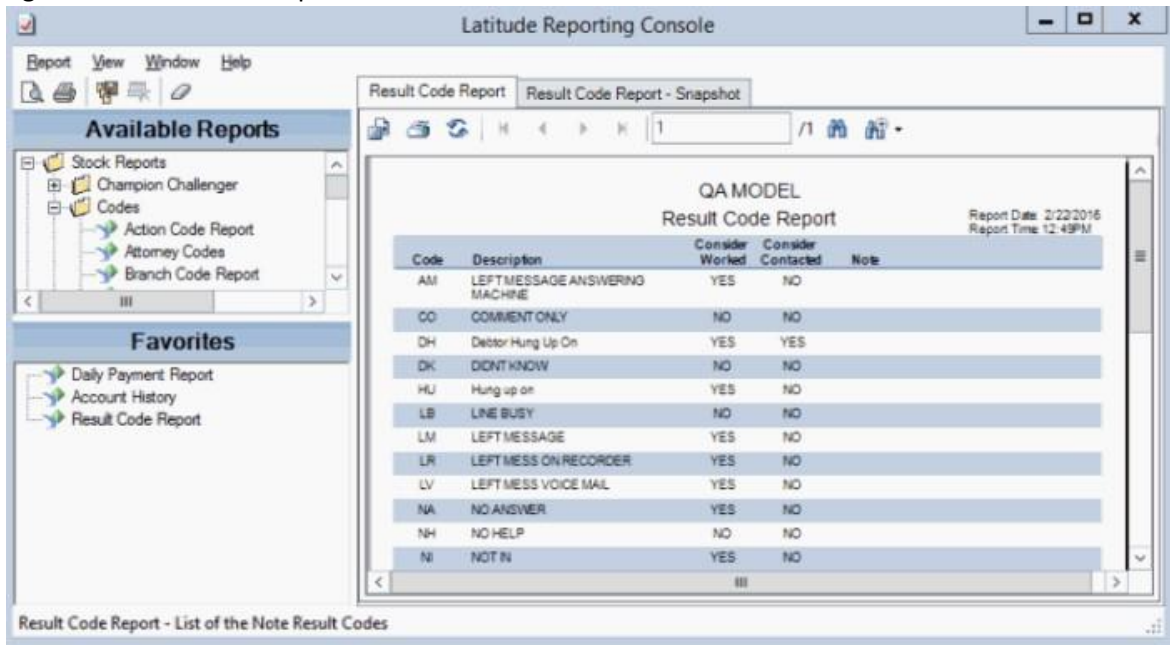 Latitude Reporting Console
Report View Window Help
Available Reports
Stock Reports
Champion Challenger
Codes
Action Code Report
Attorney Codes
Branch Code Report
Favorites
Daily Payment Report
Account History
Result Code Report
Result Code Report Result Code Report - Snapshot
1 /1
QA MODEL
Result Code Report
Report Date: 2/22/2016
Report Time: 12:49PM
Code Description Consider Worked Consider Contacted Note
AM LEFT MESSAGE ANSWERING MACHINE YES NO
CO COMMENT ONLY NO NO
DH Debtor Hung Up On YES YES
DK DIDNT KNOW NO NO
HU Hung up on YES NO
LB LINE BUSY NO NO
LM LEFT MESSAGE YES NO
LR LEFT MESS ON RECORDER YES NO
LV LEFT MESS VOICE MAIL YES NO
NA NO ANSWER YES NO
NH NO HELP NO NO
NI NOT IN YES NO
Result Code Report - List of the Note Result Codes